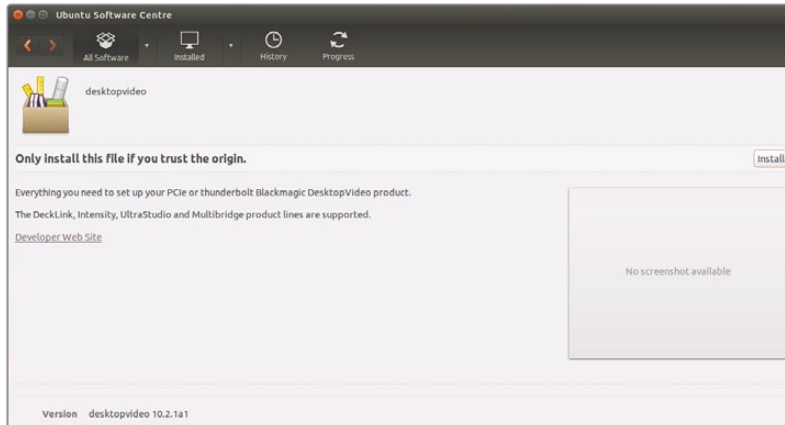 Ubuntu Software Centre
All Software
Installed
History
Progress
desktopvideo
Only install this file if you trust the origin.
Install
Everything you need to set up your PCIe or thunderbolt Blackmagic DesktopVideo product.
The DeckLink, Intensity, UltraStudio and Multibridge product lines are supported.
Developer Web Site
No screenshot available
Version desktopvideo 10.2.1a1